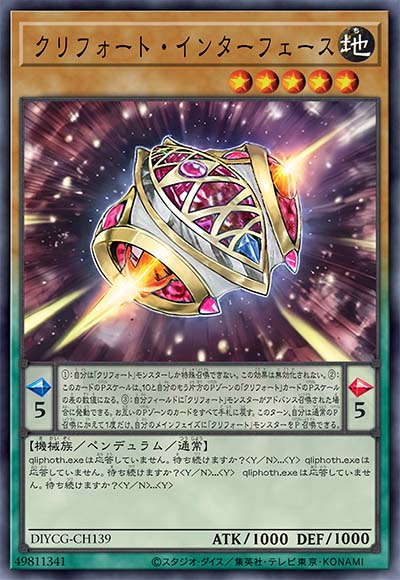 クリフォート・インターフェース
地
①：自分は「クリフォート」モンスターしか特殊召喚できない。この効果は無効化されない。②：
このカードのPスケールは、10と自分のもう片方のPゾーンの「クリフォート」カードのPスケール
の差の数値になる。③：自分フィールドに「クリフォート」モンスターがアドバンス召喚された場
合に発動できる。お互いのPゾーンのカードをすべて手札に戻す。このターン、自分は通常のP
召喚に加えて1度だけ、自分のメインフェイズに「クリフォート」モンスターをP召喚できる。
5
5
【機械族／ペンデュラム／通常】
qliphoth.exeは応答していません。待ち続けますか?<Y/N>...<Y>
qliphoth.exeは応答していません。待ち続けますか?<Y/N>...<Y> qliphoth.exeは応
答していません。待ち続けますか?<Y/N>...<Y>
DIYCG-CH139
ATK/1000 DEF/1000
49811341
©スタジオ・ダイス／集英社・テレビ東京・KONAMI